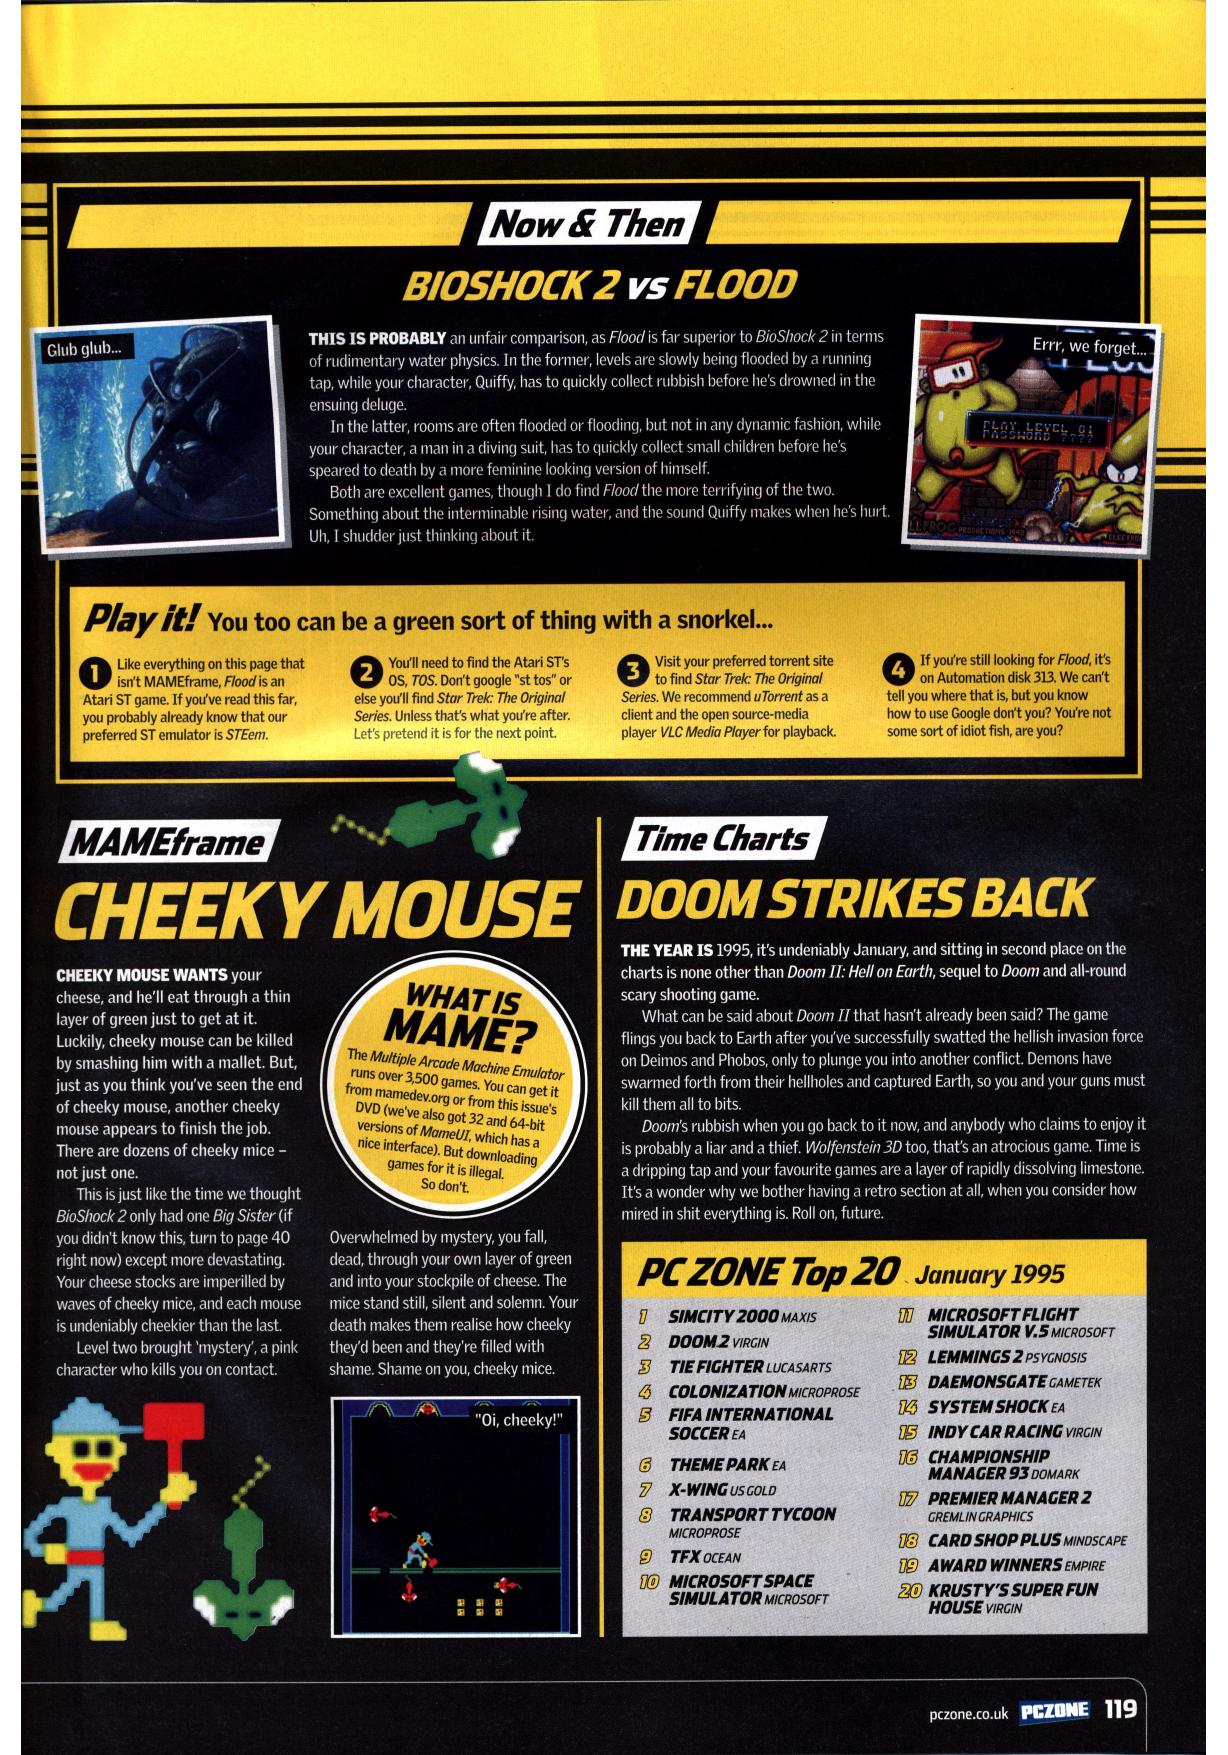 Now & Then
BIOSHOCK 2 vs FLOOD
Glub glub...
THIS IS PROBABLY an unfair comparison, as Flood is far superior to BioShock 2 in terms
of rudimentary water physics. In the former, levels are slowly being flooded by a running
tap, while your character, Quiffy, has to quickly collect rubbish before he's drowned in the
ensuing deluge.
In the latter, rooms are often flooded or flooding, but not in any dynamic fashion, while
your character, a man in a diving suit, has to quickly collect small children before he's
speared to death by a more feminine looking version of himself.
Both are excellent games, though I do find Flood the more terrifying of the two.
Something about the interminable rising water, and the sound Quiffy makes when he's hurt.
Uh, I shudder just thinking about it.
Errr, we forget...
PLAY LEVEL 01
PASSWORD ????
Play it! You too can be a green sort of thing with a snorkel...
1 Like everything on this page that
isn't MAMEframe, Flood is an
Atari ST game. If you've read this far,
you probably already know that our
preferred ST emulator is STEem.
2 You'll need to find the Atari ST's
OS, TOS. Don't google "st tos" or
else you'll find Star Trek: The Original
Series. Unless that's what you're after.
Let's pretend it is for the next point.
3 Visit your preferred torrent site
to find Star Trek: The Original
Series. We recommend uTorrent as a
client and the open source-media
player VLC Media Player for playback.
4 If you're still looking for Flood, it's
on Automation disk 313. We can't
tell you where that is, but you know
how to use Google don't you? You're not
some sort of idiot fish, are you?
MAMEframe
CHEEKY MOUSE
CHEEKY MOUSE WANTS your
cheese, and he'll eat through a thin
layer of green just to get at it.
Luckily, cheeky mouse can be killed
by smashing him with a mallet. But,
just as you think you've seen the end
of cheeky mouse, another cheeky
mouse appears to finish the job.
There are dozens of cheeky mice –
not just one.
This is just like the time we thought
BioShock 2 only had one Big Sister (if
you didn't know this, turn to page 40
right now) except more devastating.
Your cheese stocks are imperilled by
waves of cheeky mice, and each mouse
is undeniably cheekier than the last.
Level two brought 'mystery', a pink
character who kills you on contact.
WHAT IS
MAME?
The Multiple Arcade Machine Emulator
runs over 3,500 games. You can get it
from mamedev.org or from this issue's
DVD (we've also got 32 and 64-bit
versions of MameUI, which has a
nice interface). But downloading
games for it is illegal.
So don't.
Overwhelmed by mystery, you fall,
dead, through your own layer of green
and into your stockpile of cheese. The
mice stand still, silent and solemn. Your
death makes them realise how cheeky
they'd been and they're filled with
shame. Shame on you, cheeky mice.
"Oi, cheeky!"
Time Charts
DOOM STRIKES BACK
THE YEAR IS 1995, it's undeniably January, and sitting in second place on the
charts is none other than Doom II: Hell on Earth, sequel to Doom and all-round
scary shooting game.
What can be said about Doom II that hasn't already been said? The game
flings you back to Earth after you've successfully swatted the hellish invasion force
on Deimos and Phobos, only to plunge you into another conflict. Demons have
swarmed forth from their hellholes and captured Earth, so you and your guns must
kill them all to bits.
Doom's rubbish when you go back to it now, and anybody who claims to enjoy it
is probably a liar and a thief. Wolfenstein 3D too, that's an atrocious game. Time is
a dripping tap and your favourite games are a layer of rapidly dissolving limestone.
It's a wonder why we bother having a retro section at all, when you consider how
mired in shit everything is. Roll on, future.
PC ZONE Top 20 January 1995
1 SIMCITY 2000 MAXIS
2 DOOM 2 VIRGIN
3 TIE FIGHTER LUCASARTS
4 COLONIZATION MICROPROSE
5 FIFA INTERNATIONAL
SOCCER EA
6 THEME PARK EA
7 X-WING US GOLD
8 TRANSPORT TYCOON
MICROPROSE
9 TFX OCEAN
10 MICROSOFT SPACE
SIMULATOR MICROSOFT
11 MICROSOFT FLIGHT
SIMULATOR V.5 MICROSOFT
12 LEMMINGS 2 PSYGNOSIS
13 DAEMONSGATE GAMETEK
14 SYSTEM SHOCK EA
15 INDY CAR RACING VIRGIN
16 CHAMPIONSHIP
MANAGER 93 DOMARK
17 PREMIER MANAGER 2
GREMLIN GRAPHICS
18 CARD SHOP PLUS MINDSCAPE
19 AWARD WINNERS EMPIRE
20 KRUSTY'S SUPER FUN
HOUSE VIRGIN
pczone.co.uk PCZONE 119